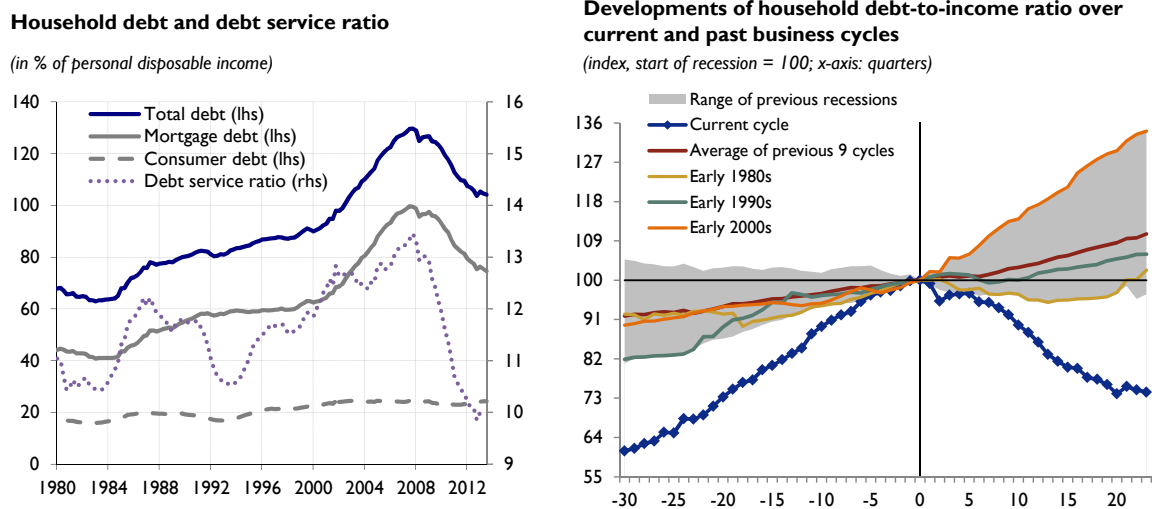 Household debt and debt service ratio
(in % of personal disposable income)
140
120
100
80
60
40
20
0
16
15
14
13
12
11
10
9
Total debt (lhs)
Mortgage debt (lhs)
Consumer debt (lhs)
Debt service ratio (rhs)
1980 1984 1988 1992 1996 2000 2004 2008 2012
Developments of household debt-to-income ratio over
current and past business cycles
(index, start of recession = 100; x-axis: quarters)
Range of previous recessions
Current cycle
Average of previous 9 cycles
Early 1980s
Early 1990s
Early 2000s
136
127
118
109
100
91
82
73
64
55
-30 -25 -20 -15 -10 -5 0 5 10 15 20